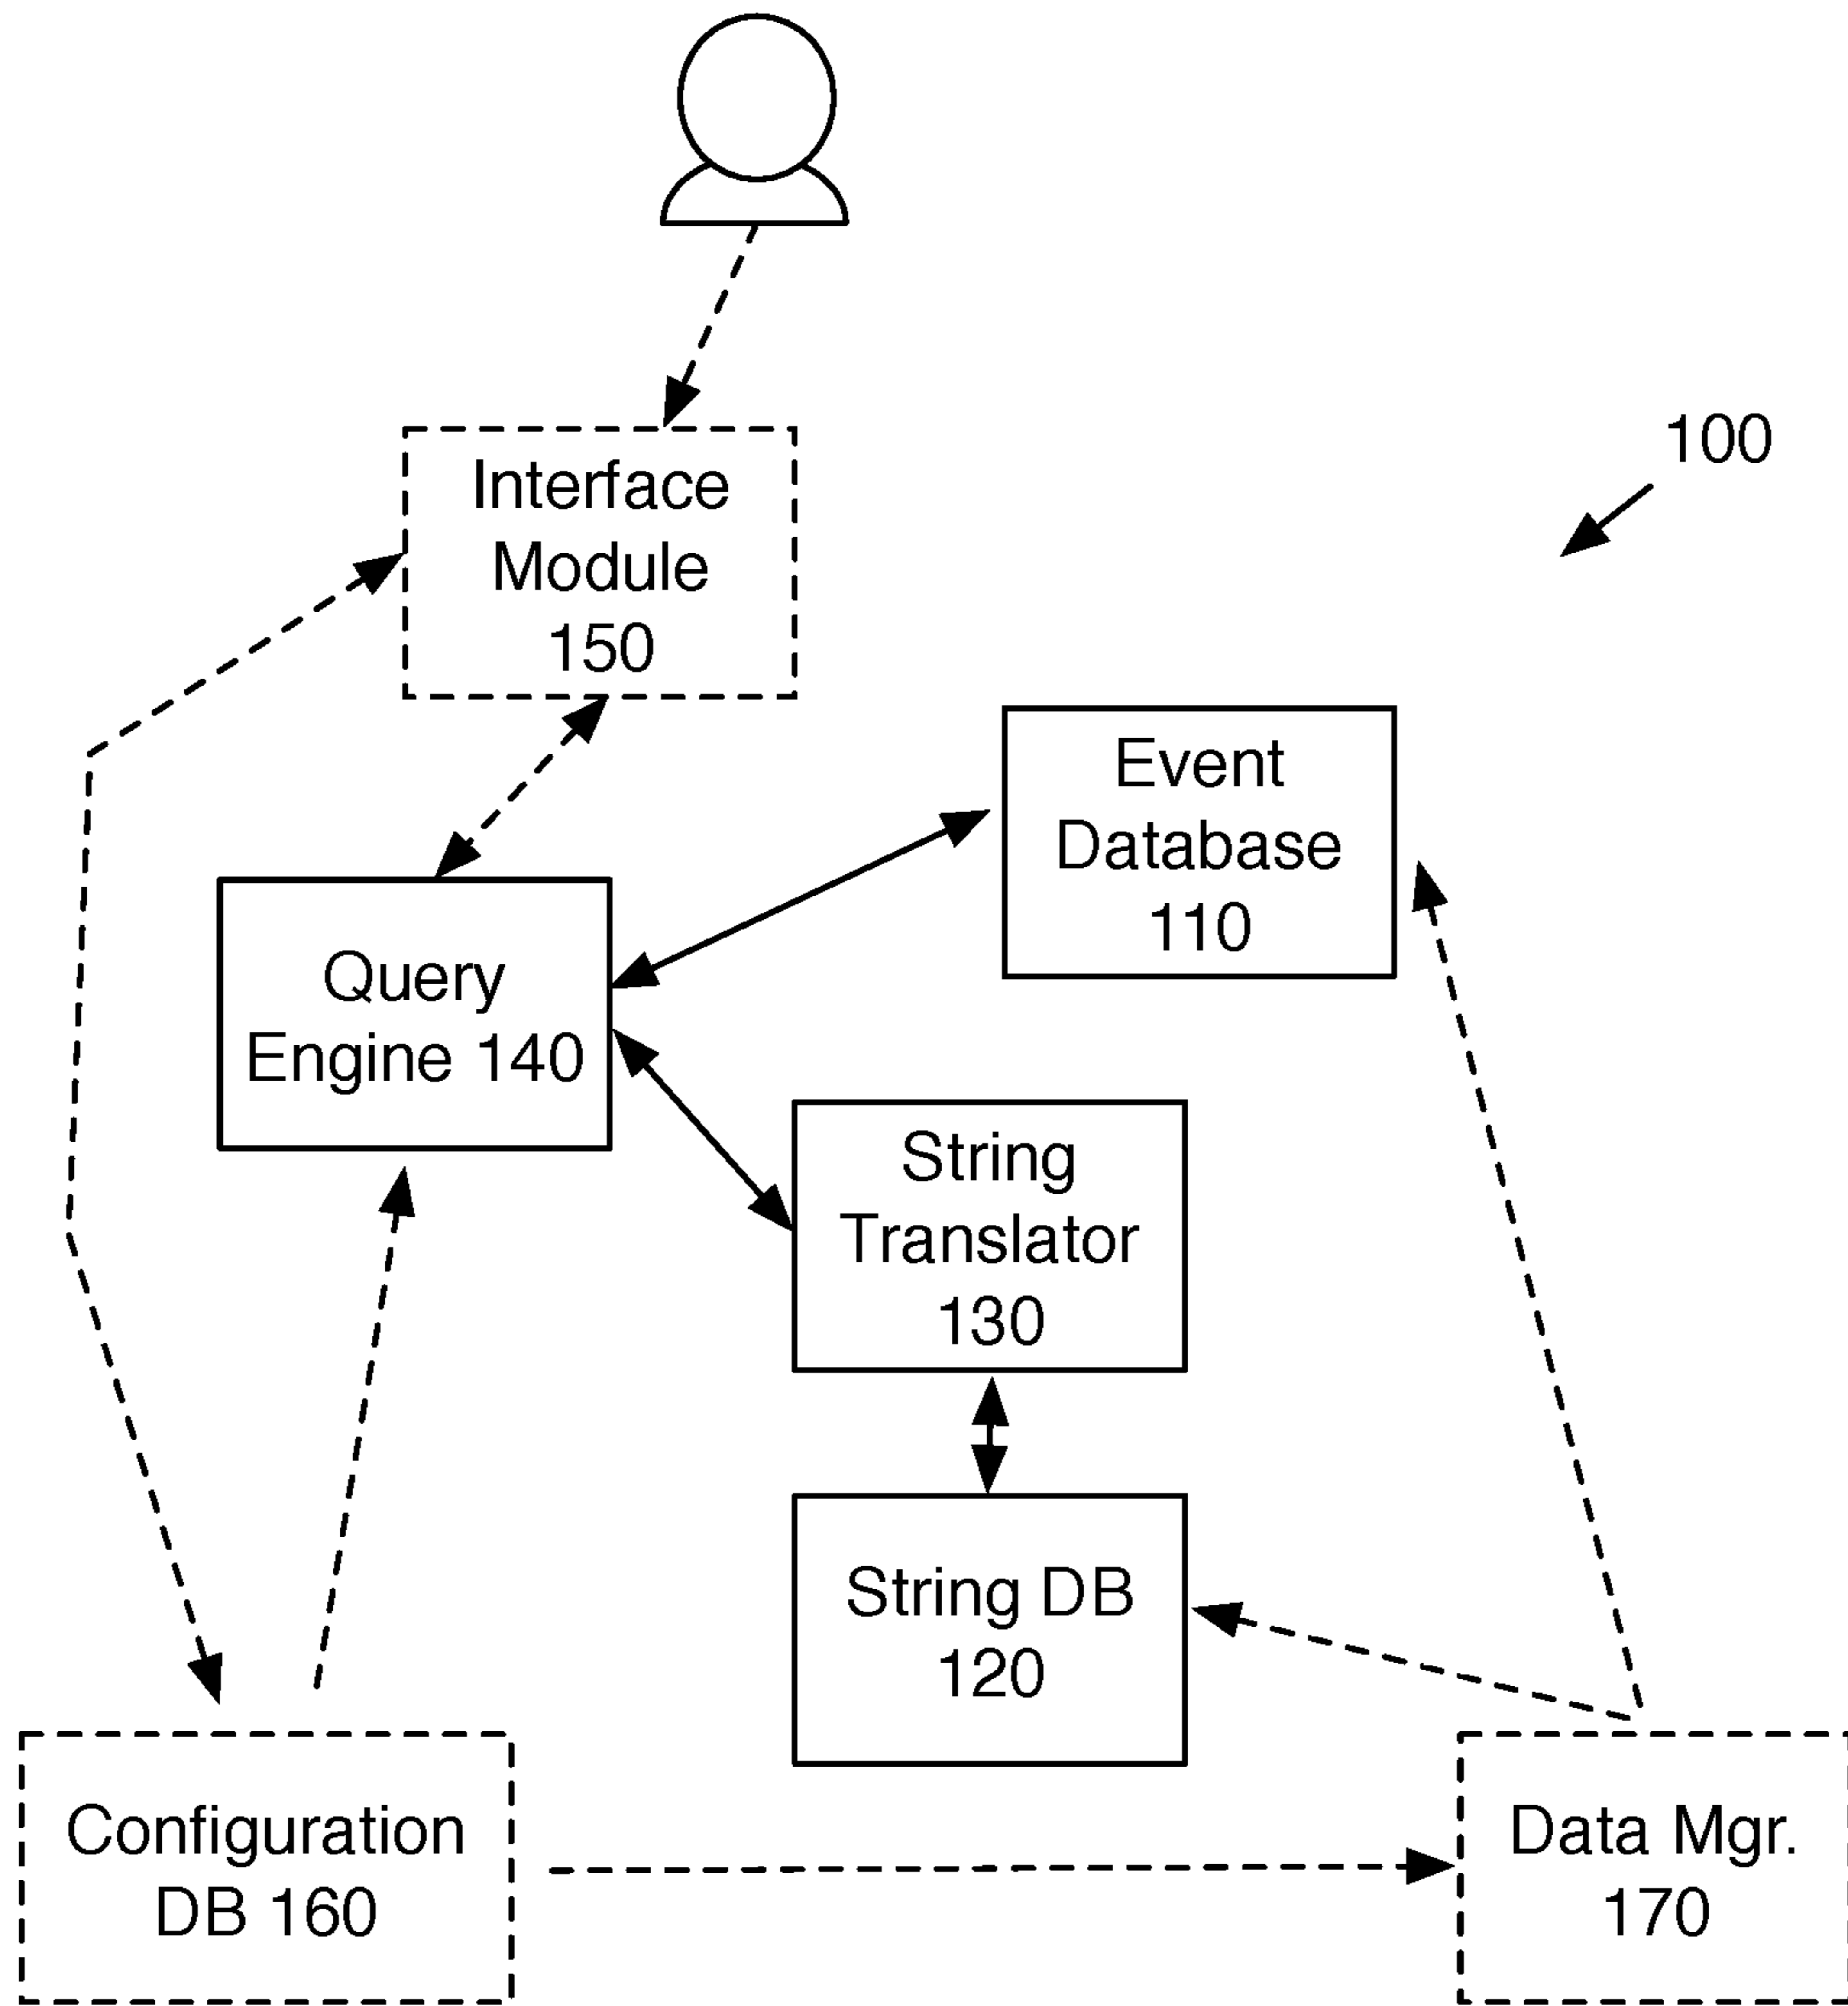 100
Interface
Module
150
Event
Database
110
Query
Engine 140
String
Translator
130
String DB
120
Configuration
DB 160
Data Mgr.
170